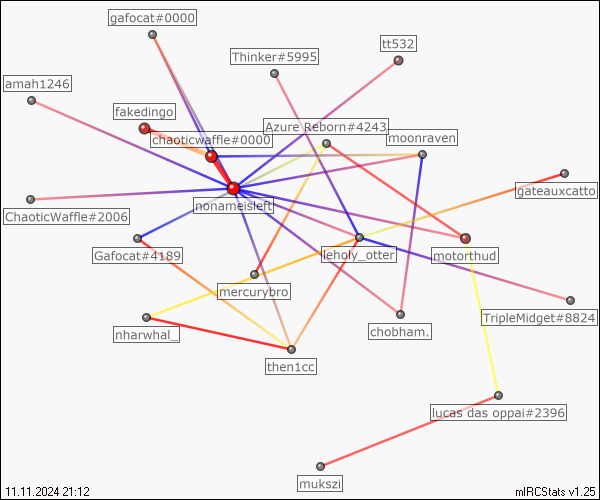 gafocat#0000
tt532
Thinker#5995
amah1246
fakedingo
Azure Reborn#4243
chaoticwaffle#0000
moonraven
gateauxcatto
nonameisleft
ChaoticWaffle#2006
Gafocat#4189
leholy_otter
motorthud
mercurybro
TripleMidget#8824
nharwhal_
chobham.
then1cc
lucas das oppai#2396
mukszi
11.11.2024 21:12
mIRCStats v1.25